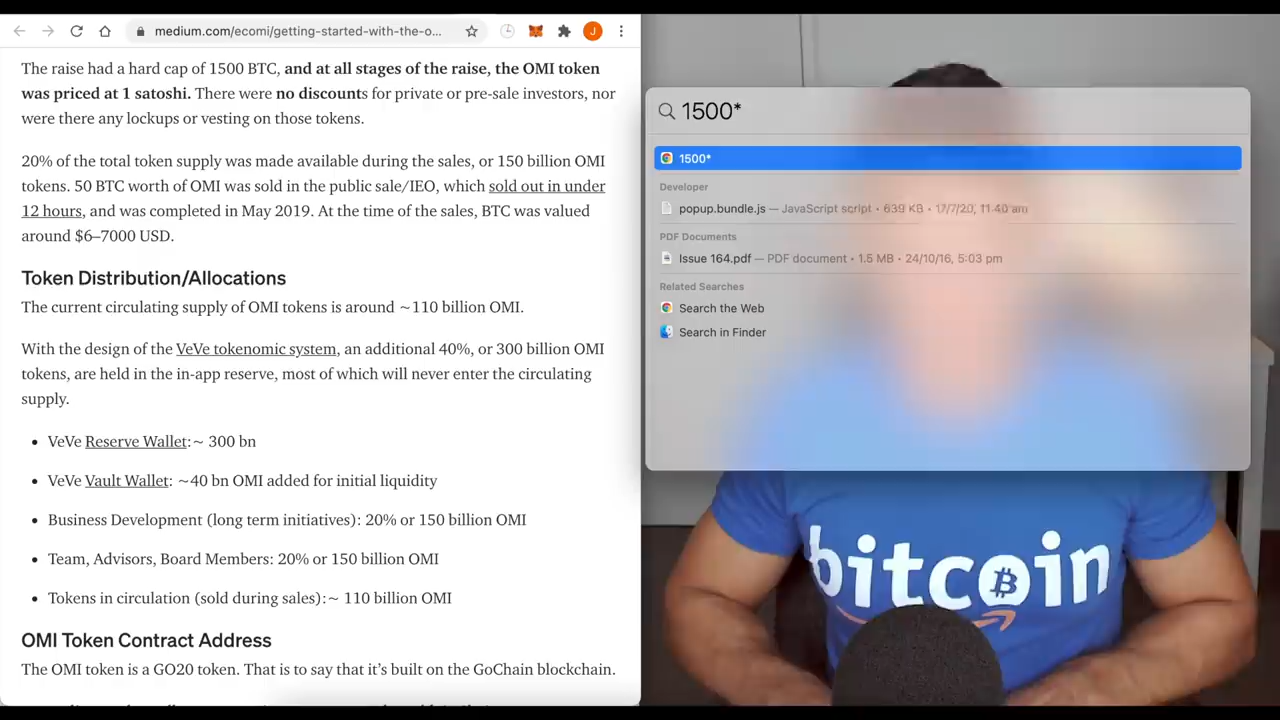 medium.com/ecomi/getting-started-with-the-o...
J
The raise had a hard cap of 1500 BTC, and at all stages of the raise, the OMI token
was priced at 1 satoshi. There were no discounts for private or pre-sale investors, nor
were there any lockups or vesting on those tokens.
20% of the total token supply was made available during the sales, or 150 billion OMI
tokens. 50 BTC worth of OMI was sold in the public sale/IEO, which sold out in under
12 hours, and was completed in May 2019. At the time of the sales, BTC was valued
around $6–7000 USD.
Token Distribution/Allocations
The current circulating supply of OMI tokens is around ~110 billion OMI.
With the design of the VeVe tokenomic system, an additional 40%, or 300 billion OMI
tokens, are held in the in-app reserve, most of which will never enter the circulating
supply.
• VeVe Reserve Wallet:~ 300 bn
• VeVe Vault Wallet: ~40 bn OMI added for initial liquidity
• Business Development (long term initiatives): 20% or 150 billion OMI
• Team, Advisors, Board Members: 20% or 150 billion OMI
• Tokens in circulation (sold during sales):~ 110 billion OMI
OMI Token Contract Address
The OMI token is a GO20 token. That is to say that it's built on the GoChain blockchain.
1500*
1500*
Developer
popup.bundle.js — JavaScript script • 639 KB • 17/7/20, 11:40 am
PDF Documents
Issue 164.pdf — PDF document • 1.5 MB • 24/10/16, 5:03 pm
Related Searches
Search the Web
Search in Finder
bitcoin